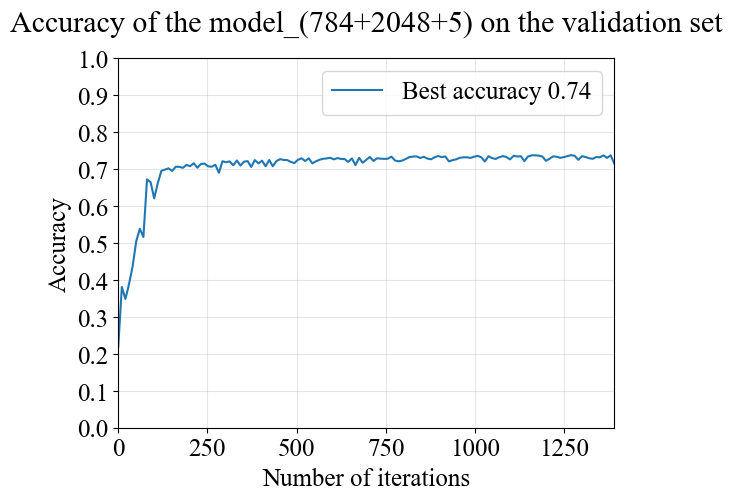 Accuracy of the model_(784+2048+5) on the validation set
Best accuracy 0.74
Accuracy
1.0
0.9
0.8
0.7
0.6
0.5
0.4
0.3
0.2
0.1
0.0
0 250 500 750 1000 1250
Number of iterations